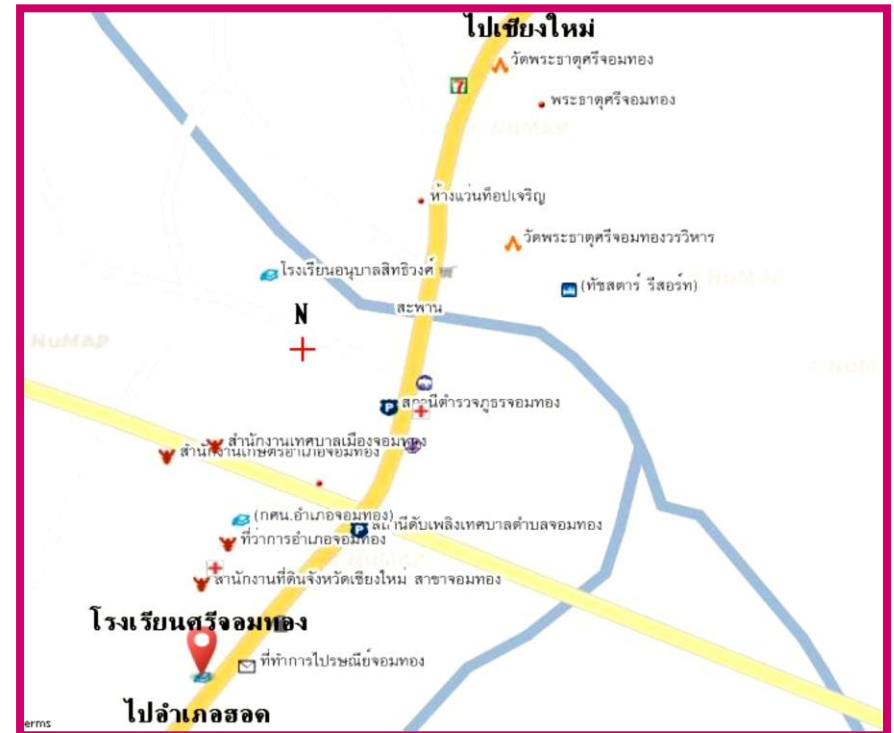 ไปเชียงใหม่
วัดพระธาตุศรีจอมทอง
7
พระธาตุศรีจอมทอง
ห้างแว่นท็อปเจริญ
วัดพระธาตุศรีจอมทองวรวิหาร
โรงเรียนอนุบาลสิทธิวงศ์
(ทัชสตาร์ รีสอร์ท)
สะพาน
N
NuMAP
P
สถานีตำรวจภูธรจอมทอง
สำนักงานเทศบาลเมืองจอมทอง
สำนักงานเกษตรอำเภอจอมทอง
(กศน.อำเภอจอมทอง)
P
สถานีดับเพลิงเทศบาลตำบลจอมทอง
ที่ว่าการอำเภอจอมทอง
สำนักงานที่ดินจังหวัดเชียงใหม่ สาขาจอมทอง
โรงเรียนศรีจอมทอง
ที่ทำการไปรษณีย์จอมทอง
ไปอำเภอฮอด
erms